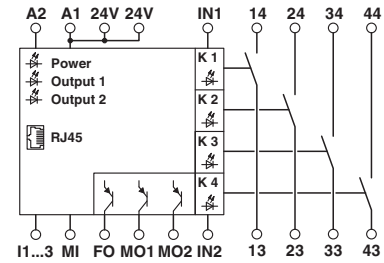 A2 A1 24V 24V IN1 14 24 34 44
Power
Output 1
Output 2
RJ45
K 1
K 2
K 3
K 4
I1...3 MI FO MO1 MO2 IN2 13 23 33 43